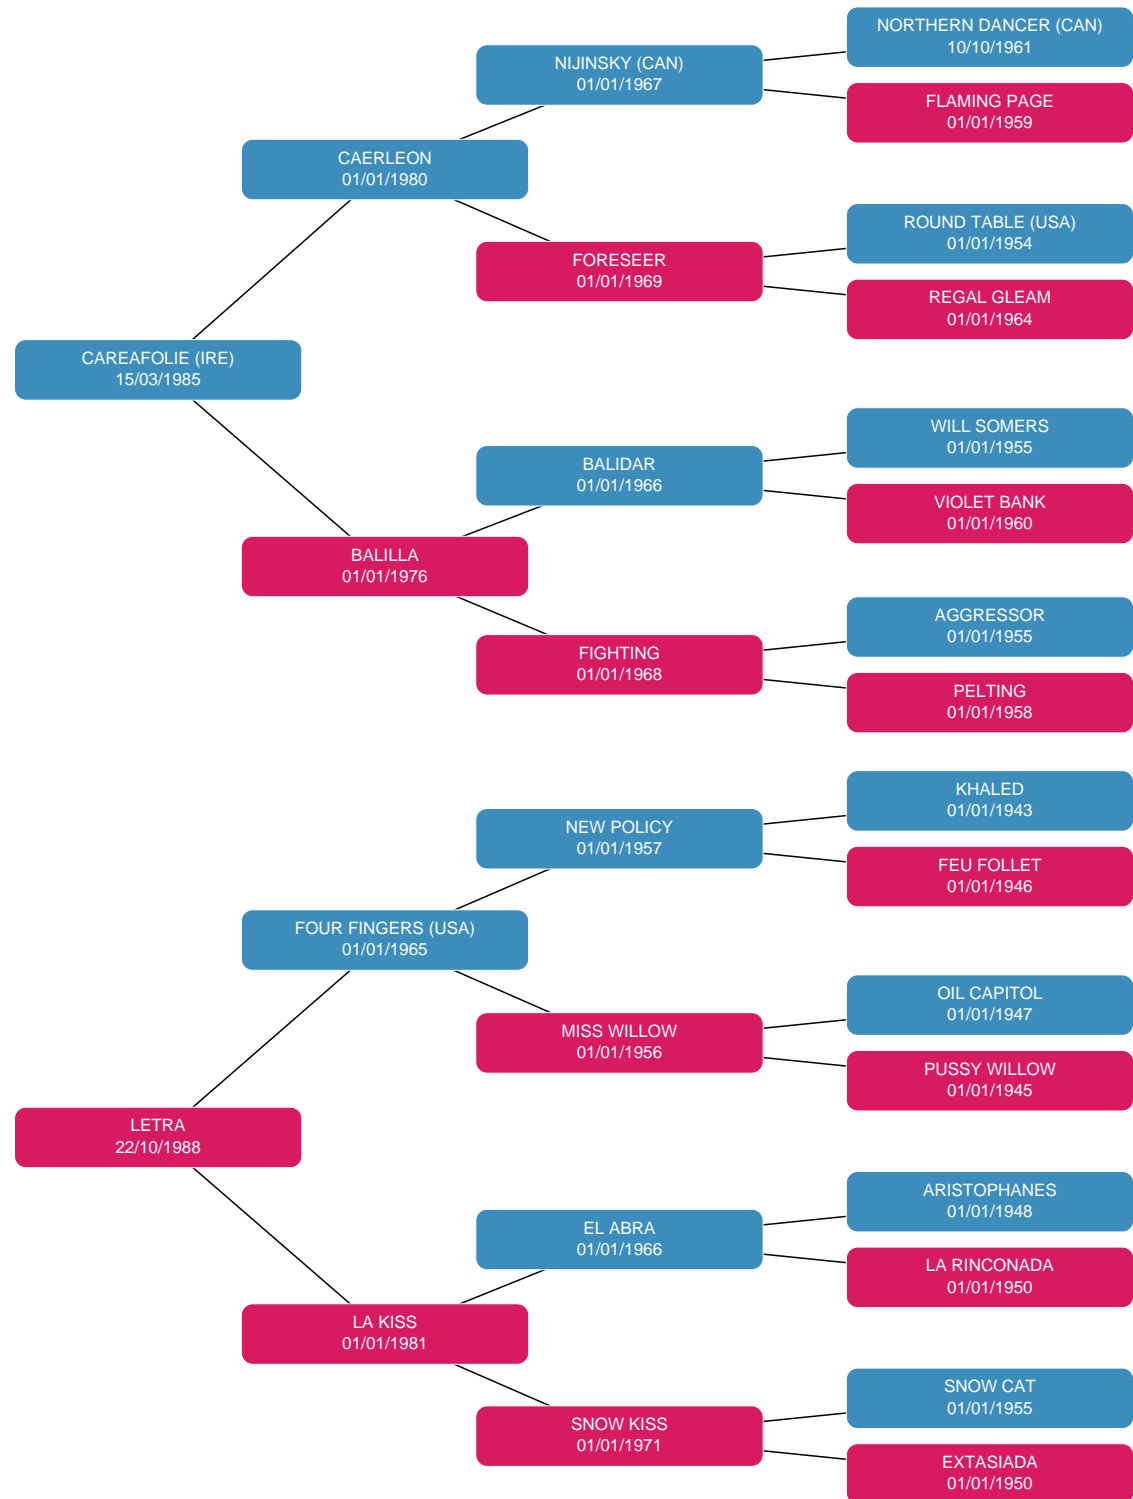 NORTHERN DANCER (CAN)
10/10/1961
NIJINSKY (CAN)
01/01/1967
FLAMING PAGE
01/01/1959
CAERLEON
01/01/1980
ROUND TABLE (USA)
01/01/1954
FORESEER
01/01/1969
REGAL GLEAM
01/01/1964
CAREAFOLIE (IRE)
15/03/1985
WILL SOMERS
01/01/1955
BALIDAR
01/01/1966
VIOLET BANK
01/01/1960
BALILLA
01/01/1976
AGGRESSOR
01/01/1955
FIGHTING
01/01/1968
PELTING
01/01/1958
KHALED
01/01/1943
NEW POLICY
01/01/1957
FEU FOLLET
01/01/1946
FOUR FINGERS (USA)
01/01/1965
OIL CAPITOL
01/01/1947
MISS WILLOW
01/01/1956
PUSSY WILLOW
01/01/1945
LETRA
22/10/1988
ARISTOPHANES
01/01/1948
EL ABRA
01/01/1966
LA RINCONADA
01/01/1950
LA KISS
01/01/1981
SNOW CAT
01/01/1955
SNOW KISS
01/01/1971
EXTASIADA
01/01/1950